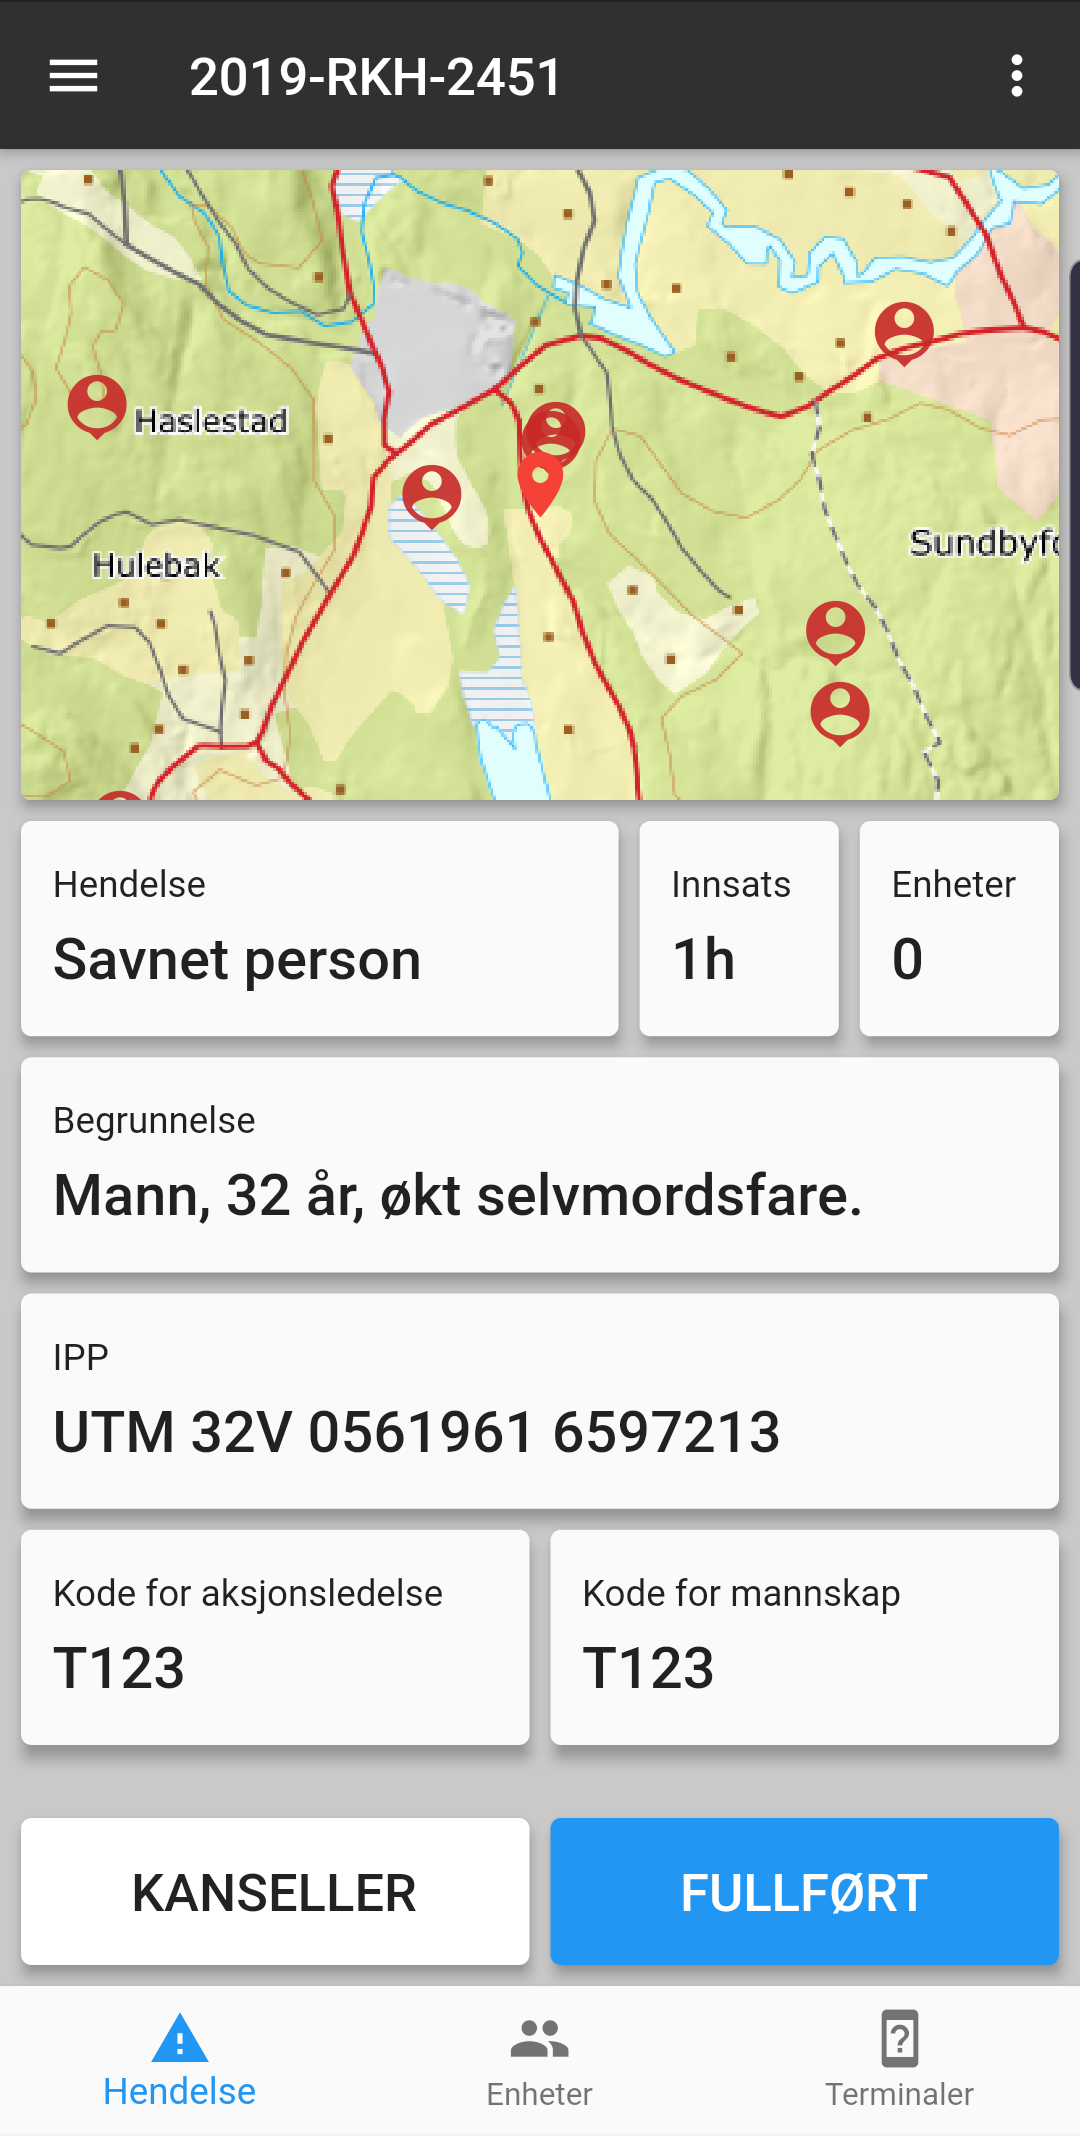 2019-RKH-2451
Haslestad
Sundbyfo
Hulebak
Hendelse
Savnet person
Innsats
1h
Enheter
0
Begrunnelse
Mann, 32 år, økt selvmordsfare.
IPP
UTM 32V 0561961 6597213
Kode for aksjonsledelse
T123
Kode for mannskap
T123
KANSELLER
FULLFØRT
Hendelse
Enheter
Terminaler